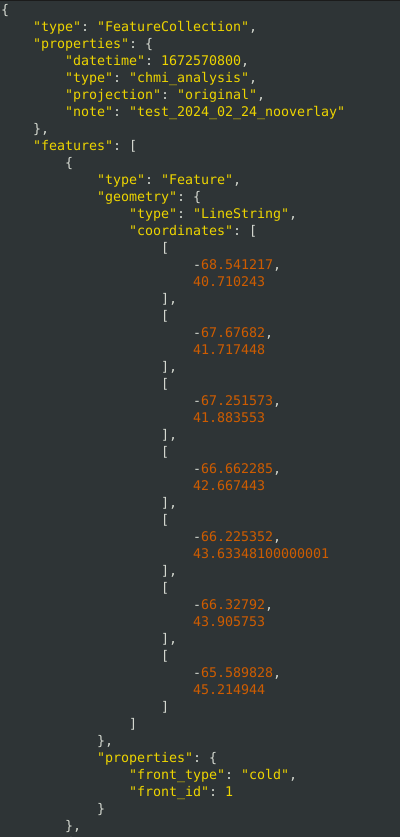 {
    "type": "FeatureCollection",
    "properties": {
        "datetime": 1672570800,
        "type": "chmi_analysis",
        "projection": "original",
        "note": "test_2024_02_24_nooverlay"
    },
    "features": [
        {
            "type": "Feature",
            "geometry": {
                "type": "LineString",
                "coordinates": [
                    [
                        -68.541217,
                        40.710243
                    ],
                    [
                        -67.67682,
                        41.717448
                    ],
                    [
                        -67.251573,
                        41.883553
                    ],
                    [
                        -66.662285,
                        42.667443
                    ],
                    [
                        -66.225352,
                        43.63348100000001
                    ],
                    [
                        -66.32792,
                        43.905753
                    ],
                    [
                        -65.589828,
                        45.214944
                    ]
                ]
            },
            "properties": {
                "front_type": "cold",
                "front_id": 1
            }
        },